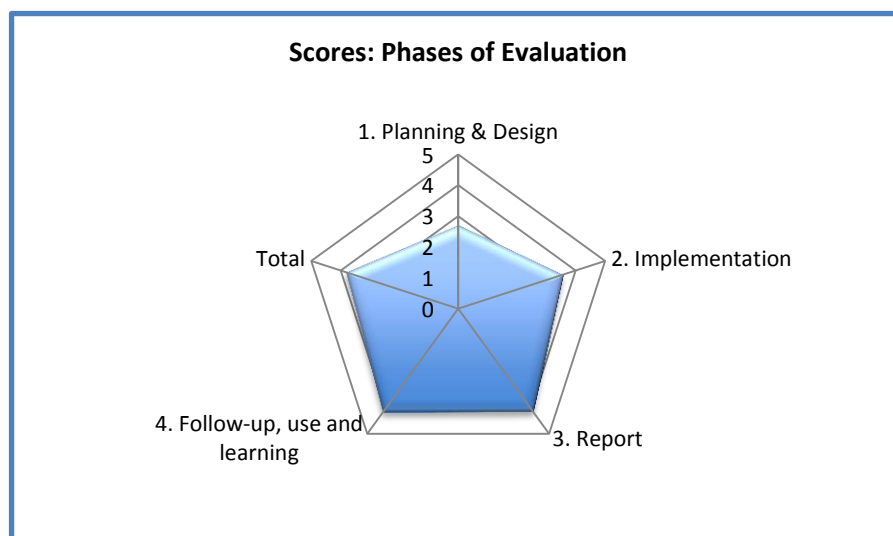 Scores: Phases of Evaluation
1. Planning & Design
5
4
3
2
1
0
Total
2. Implementation
4. Follow-up, use and
learning
3. Report